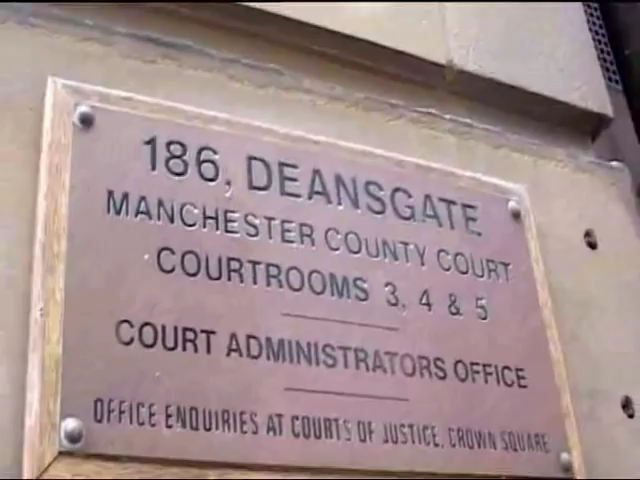 186, DEANSGATE
MANCHESTER COUNTY COURT
COURTROOMS 3, 4 & 5
COURT ADMINISTRATORS OFFICE
OFFICE ENQUIRIES AT COURTS OF JUSTICE, CROWN SQUARE